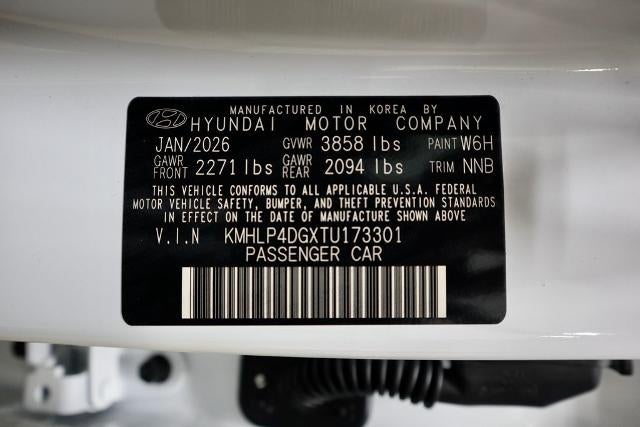 MANUFACTURED IN KOREA BY
HYUNDAI MOTOR COMPANY
JAN/2026 GVWR 3858 lbs PAINT W6H
GAWR FRONT 2271 lbs GAWR REAR 2094 lbs TRIM NNB
THIS VEHICLE CONFORMS TO ALL APPLICABLE U.S.A. FEDERAL
MOTOR VEHICLE SAFETY, BUMPER, AND THEFT PREVENTION STANDARDS
IN EFFECT ON THE DATE OF MANUFACTURE SHOWN ABOVE
V.I.N KMHLP4DGXTU173301
PASSENGER CAR